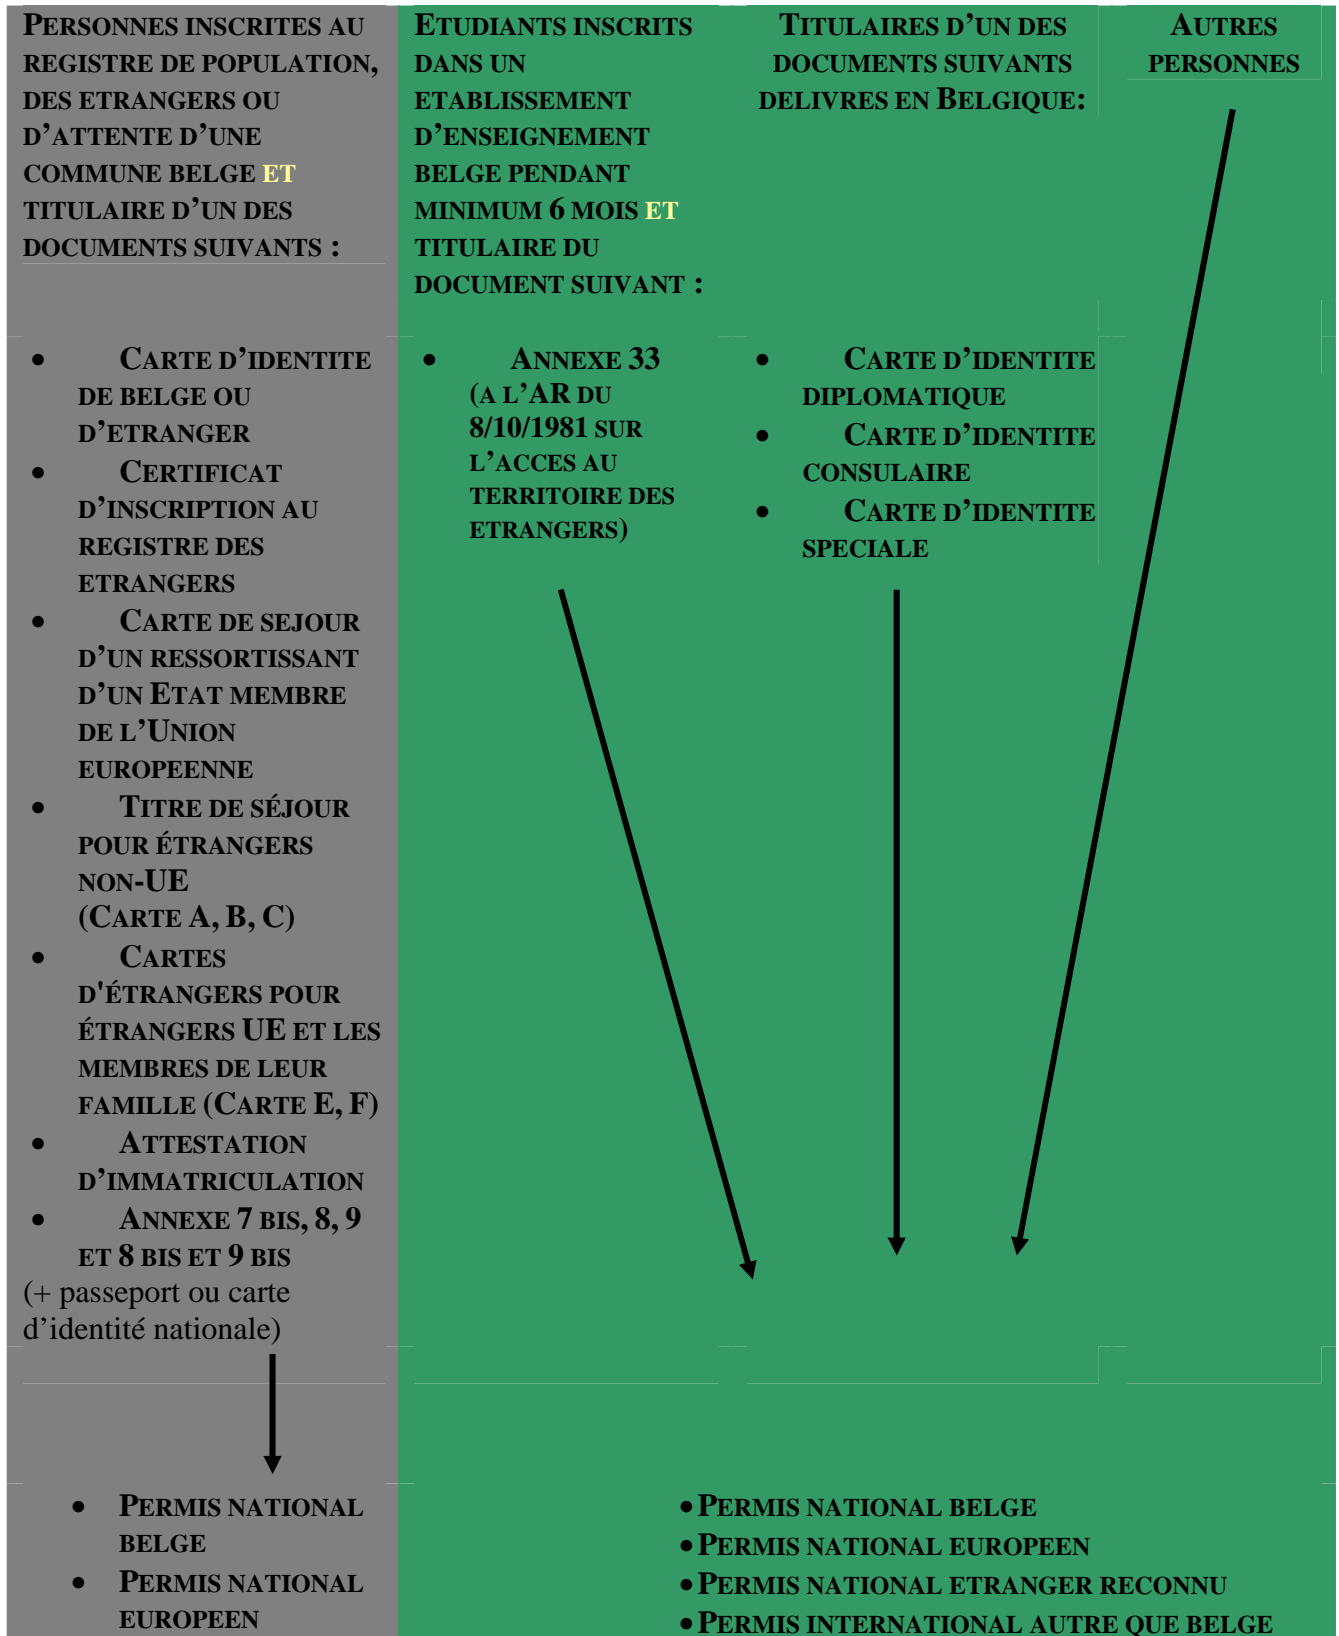 PERSONNES INSCRITES AU
REGISTRE DE POPULATION,
DES ETRANGERS OU
D’ATTENTE D’UNE
COMMUNE BELGE ET
TITULAIRE D’UN DES
DOCUMENTS SUIVANTS :
ETUDIANTS INSCRITS
DANS UN
ETABLISSEMENT
D’ENSEIGNEMENT
BELGE PENDANT
MINIMUM 6 MOIS ET
TITULAIRE DU
DOCUMENT SUIVANT :
TITULAIRES D’UN DES
DOCUMENTS SUIVANTS
DELIVRES EN BELGIQUE:
AUTRES
PERSONNES
• CARTE D’IDENTITE
DE BELGE OU
D’ETRANGER
• CERTIFICAT
D’INSCRIPTION AU
REGISTRE DES
ETRANGERS
• CARTE DE SEJOUR
D’UN RESSORTISSANT
D’UN ETAT MEMBRE
DE L’UNION
EUROPEENNE
• TITRE DE SÉJOUR
POUR ÉTRANGERS
NON-UE
(CARTE A, B, C)
• CARTES
D'ÉTRANGERS POUR
ÉTRANGERS UE ET LES
MEMBRES DE LEUR
FAMILLE (CARTE E, F)
• ATTESTATION
D’IMMATRICULATION
• ANNEXE 7 BIS, 8, 9
ET 8 BIS ET 9 BIS
(+ passeport ou carte
d’identité nationale)
• ANNEXE 33
(A L’AR DU
8/10/1981 SUR
L’ACCES AU
TERRITOIRE DES
ETRANGERS)
• CARTE D’IDENTITE
DIPLOMATIQUE
• CARTE D’IDENTITE
CONSULAIRE
• CARTE D’IDENTITE
SPECIALE
• PERMIS NATIONAL
BELGE
• PERMIS NATIONAL
EUROPEEN
• PERMIS NATIONAL BELGE
• PERMIS NATIONAL EUROPEEN
• PERMIS NATIONAL ETRANGER RECONNU
• PERMIS INTERNATIONAL AUTRE QUE BELGE